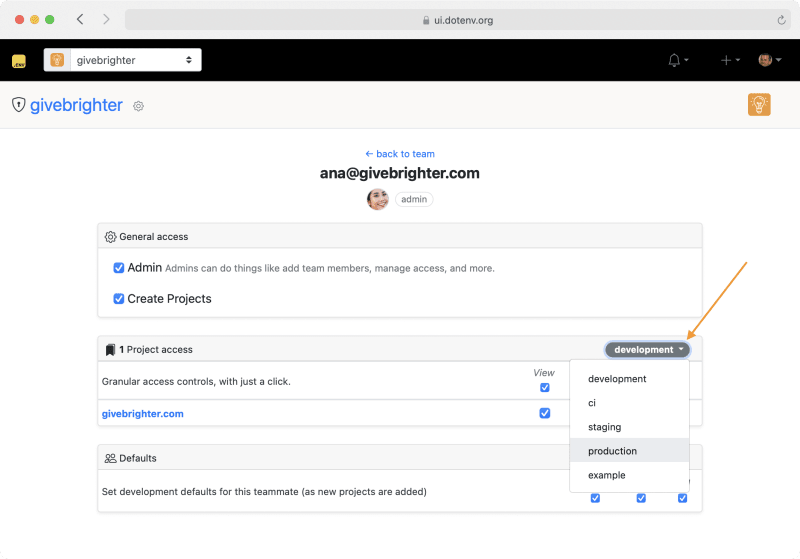 ui.dotenv.org
.ENV
givebrighter
givebrighter
← back to team
ana@givebrighter.com
admin
General access
Admin Admins can do things like add team members, manage access, and more.
Create Projects
1 Project access
development
View
Granular access controls, with just a click.
givebrighter.com
development
ci
staging
production
example
Defaults
Set development defaults for this teammate (as new projects are added)